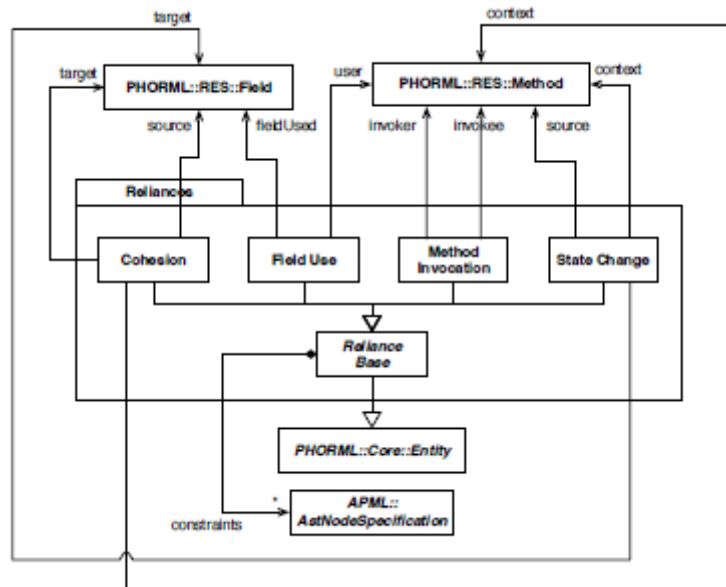 target
context
target
PHORML::RES::Field
user
PHORML::RES::Method
context
source
fieldUsed
invoker
invokee
source
Reliances
Cohesion
Field Use
Method
Invocation
State Change
Reliance
Base
PHORML::Core::Entity
*
APML::
AstNodeSpecification
constraints